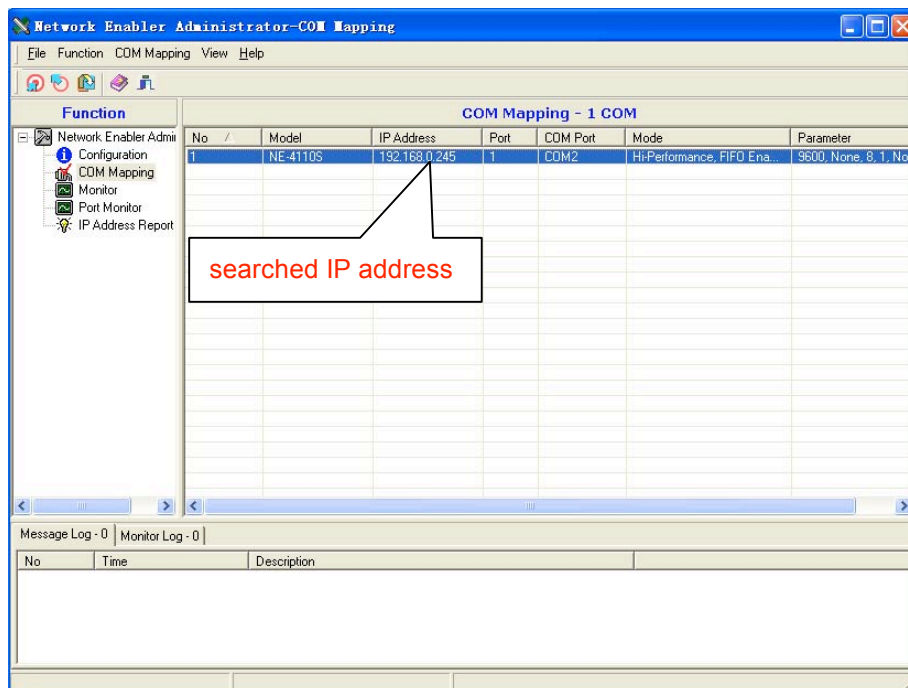 Network Enabler Administrator-COM Mapping
File Function COM Mapping View Help
Function
COM Mapping - 1 COM
Network Enabler Admi
Configuration
COM Mapping
Monitor
Port Monitor
IP Address Report
No Model IP Address Port COM Port Mode Parameter
1 NE-4110S 192.168.0.245 1 COM2 Hi-Performance, FIFO Ena... 9600, None, 8, 1, No
searched IP address
Message Log - 0 Monitor Log - 0
No Time Description